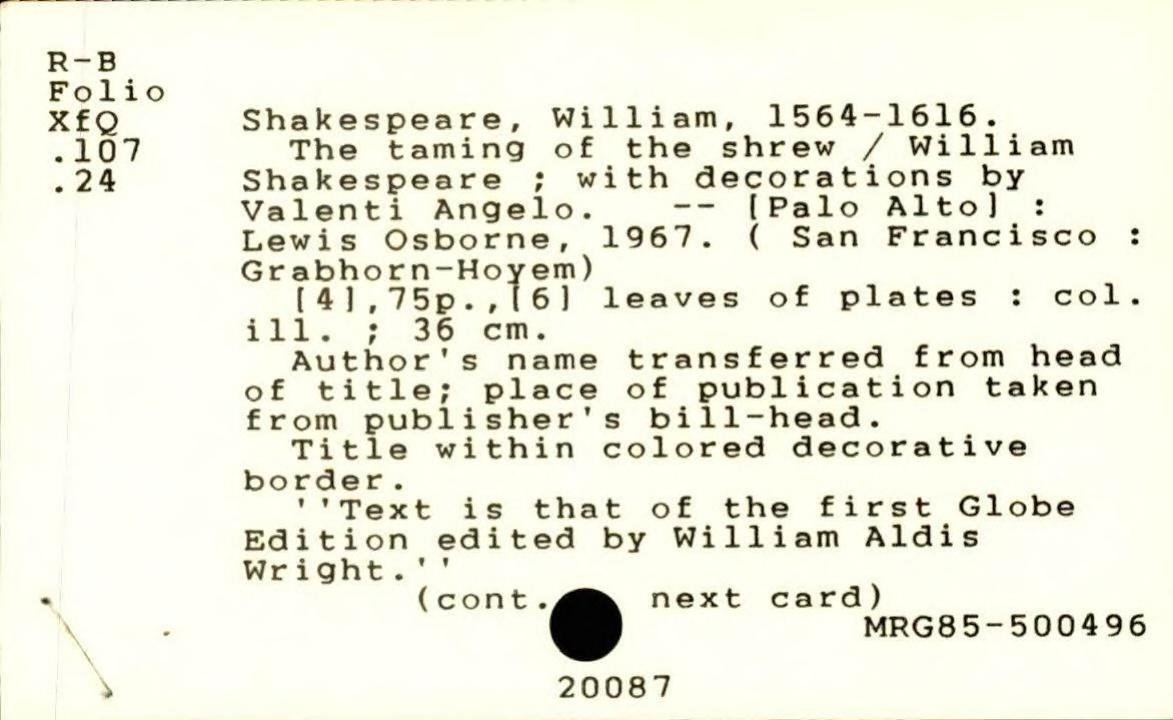 R-B
Folio
XfQ
.107
.24
Shakespeare, William, 1564-1616.
The taming of the shrew / William
Shakespeare ; with decorations by
Valenti Angelo. -- [Palo Alto] :
Lewis Osborne, 1967. ( San Francisco :
Grabhorn-Hoyem)
[4],75p.,[6] leaves of plates : col.
ill. ; 36 cm.
Author's name transferred from head
of title; place of publication taken
from publisher's bill-head.
Title within colored decorative
border.
''Text is that of the first Globe
Edition edited by William Aldis
Wright.''
(cont. next card)
MRG85-500496
20087